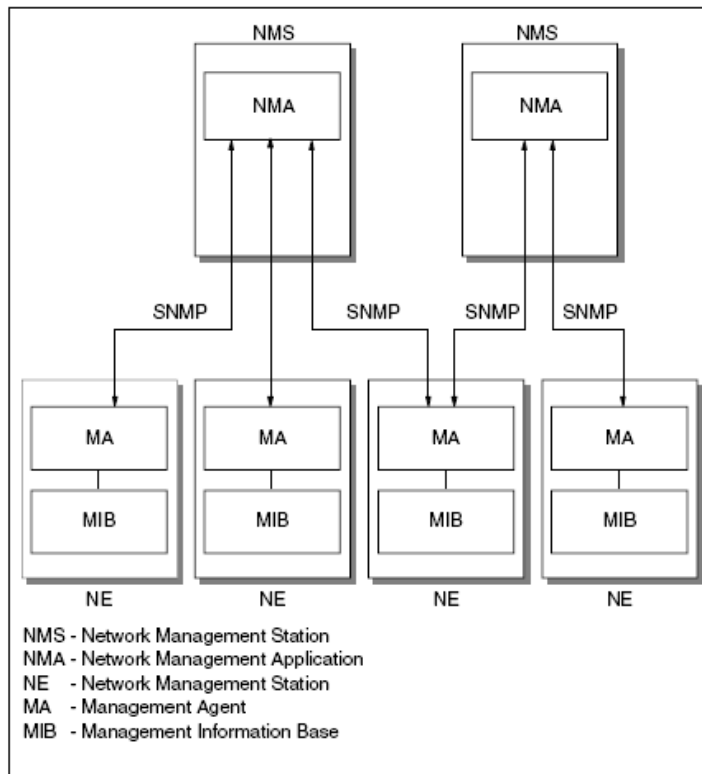 NMS NMS
NMA NMA
SNMP SNMP SNMP SNMP
MA MA MA MA
MIB MIB MIB MIB
NE NE NE NE
NMS - Network Management Station
NMA - Network Management Application
NE - Network Management Station
MA - Management Agent
MIB - Management Information Base